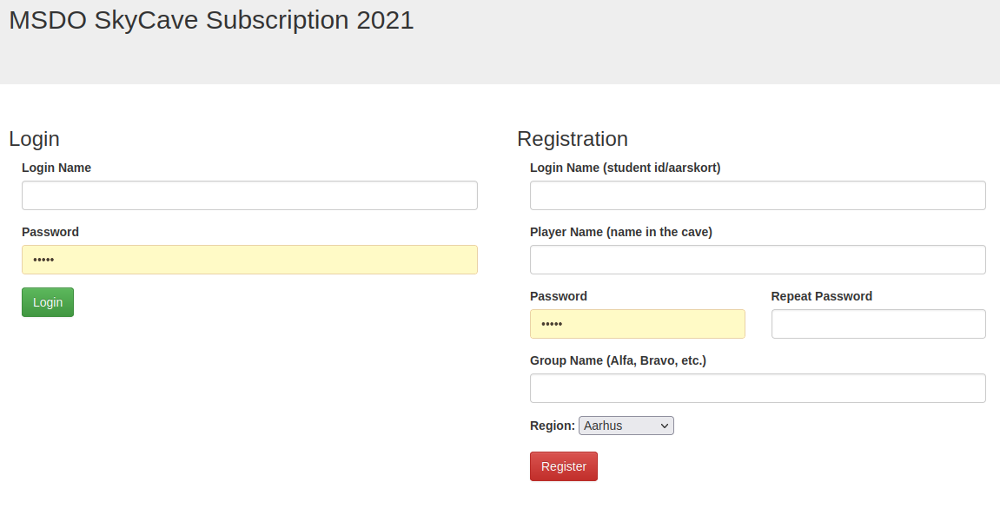 MSDO SkyCave Subscription 2021
Login
Login Name
Password
•••••
Login
Registration
Login Name (student id/aarskort)
Player Name (name in the cave)
Password Repeat Password
•••••
Group Name (Alfa, Bravo, etc.)
Region: Aarhus
Register